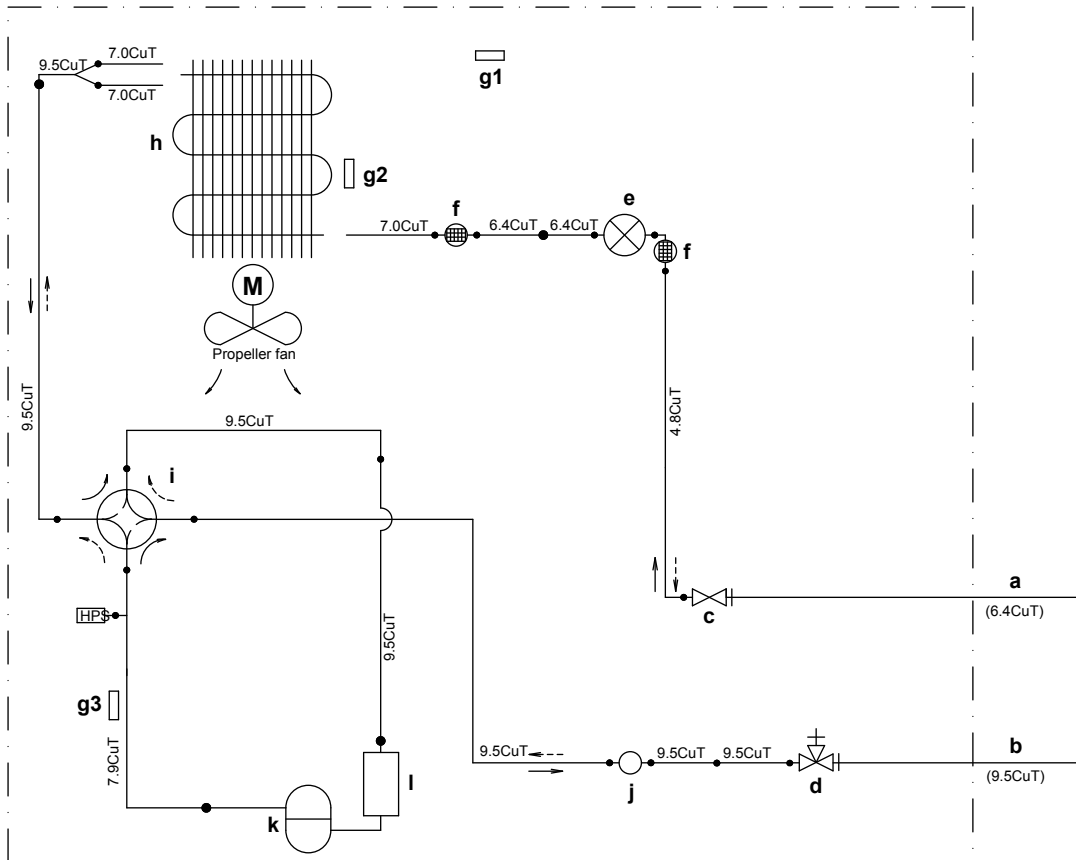 g1
7.0CuT
9.5CuT
7.0CuT
h
g2
f
e
7.0CuT
6.4CuT
6.4CuT
f
M
Propeller fan
9.5CuT
4.8CuT
9.5CuT
i
a
(6.4CuT)
c
HPS
9.5CuT
g3
7.9CuT
9.5CuT
9.5CuT
9.5CuT
b
(9.5CuT)
j
d
l
k